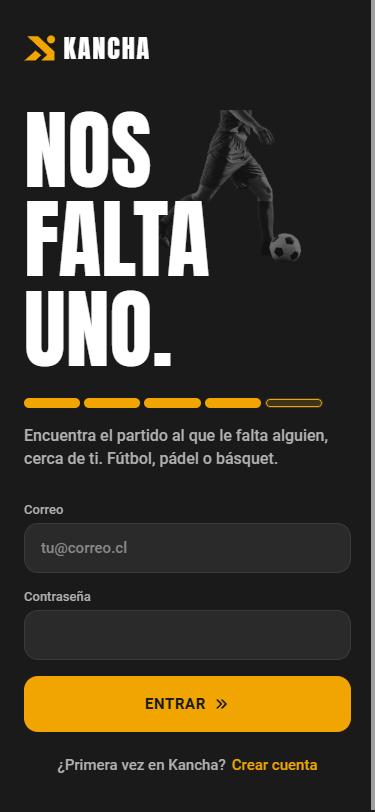 KANCHA
NOS
FALTA
UNO.
Encuentra el partido al que le falta alguien,
cerca de ti. Fútbol, pádel o básquet.
Correo
tu@correo.cl
Contraseña
ENTRAR
¿Primera vez en Kancha? Crear cuenta